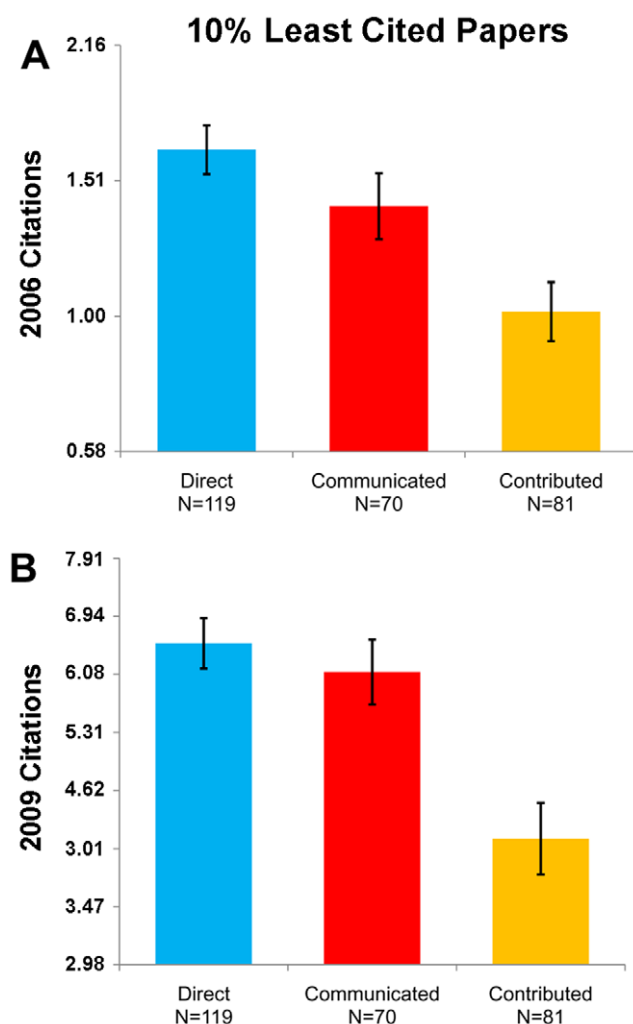 10% Least Cited Papers
A
2006 Citations
2.16
1.51
1.00
0.58
Direct
N=119
Communicated
N=70
Contributed
N=81
B
2009 Citations
7.91
6.94
6.08
5.31
4.62
3.01
3.47
2.98
Direct
N=119
Communicated
N=70
Contributed
N=81